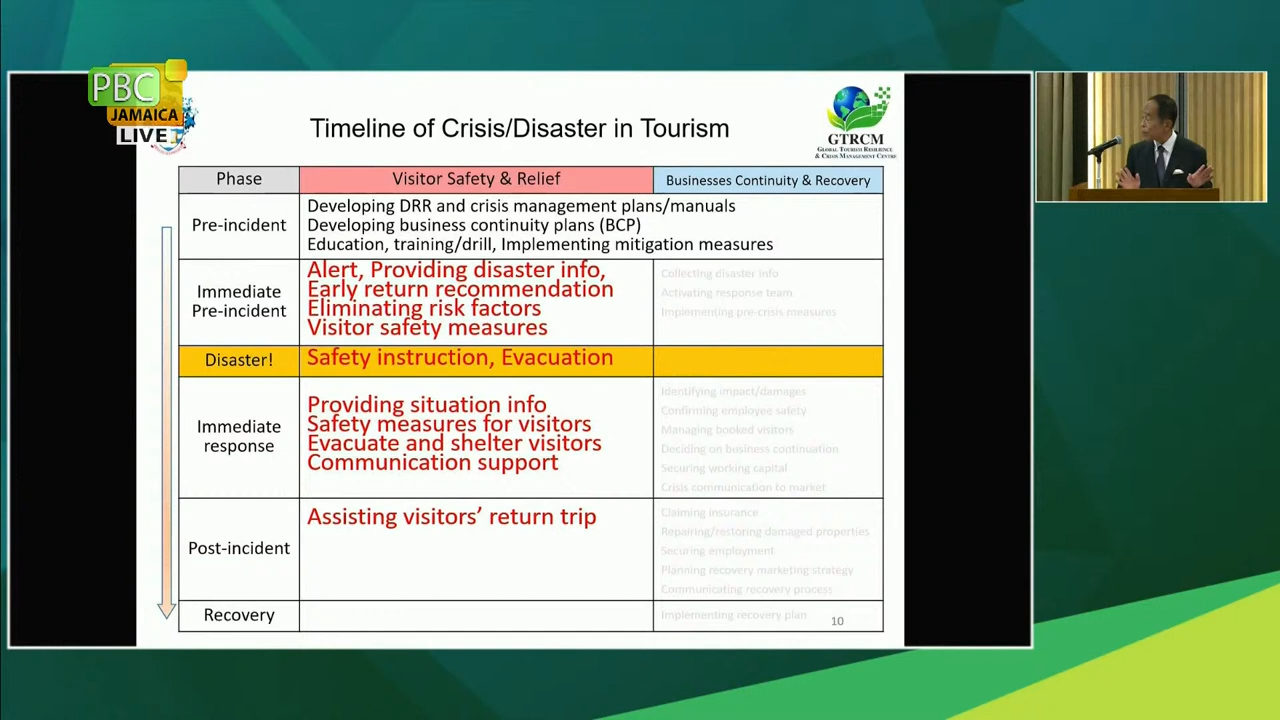 PBC
JAMAICA
LIVE
Timeline of Crisis/Disaster in Tourism
GTRCM
GLOBAL TOURISM RESILIENCE
& CRISIS MANAGEMENT CENTRE
Phase
Visitor Safety & Relief
Businesses Continuity & Recovery
Pre-incident
Developing DRR and crisis management plans/manuals
Developing business continuity plans (BCP)
Education, training/drill, Implementing mitigation measures
Immediate
Pre-incident
Alert, Providing disaster info,
Early return recommendation
Eliminating risk factors
Visitor safety measures
Collecting disaster info
Activating response team
Implementing pre-crisis measures
Disaster!
Safety instruction, Evacuation
Immediate
response
Providing situation info
Safety measures for visitors
Evacuate and shelter visitors
Communication support
Identifying impact/damages
Confirming employee safety
Managing booked visitors
Deciding on business continuation
Securing working capital
Crisis communication to market
Post-incident
Assisting visitors’ return trip
Claiming insurance
Repairing/restoring damaged properties
Securing employment
Planning recovery marketing strategy
Communicating recovery process
Recovery
Implementing recovery plan
10